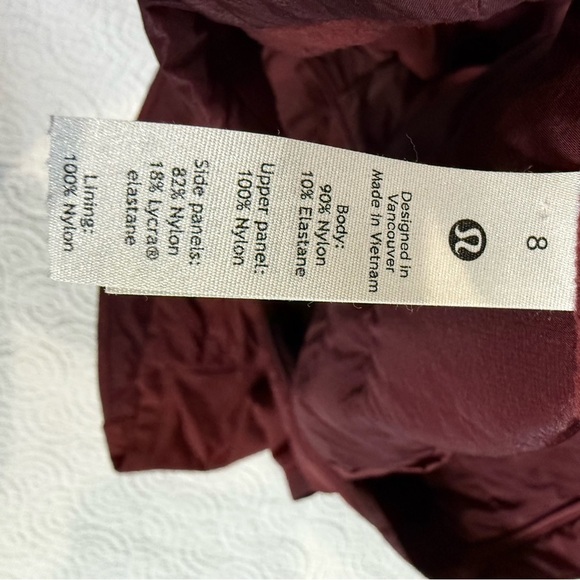 8
Designed in
Vancouver
Made in Vietnam
Body:
90% Nylon
10% Elastane
Upper panel:
100% Nylon
Side panels:
82% Nylon
18% Lycra®
elastane
Lining:
100% Nylon